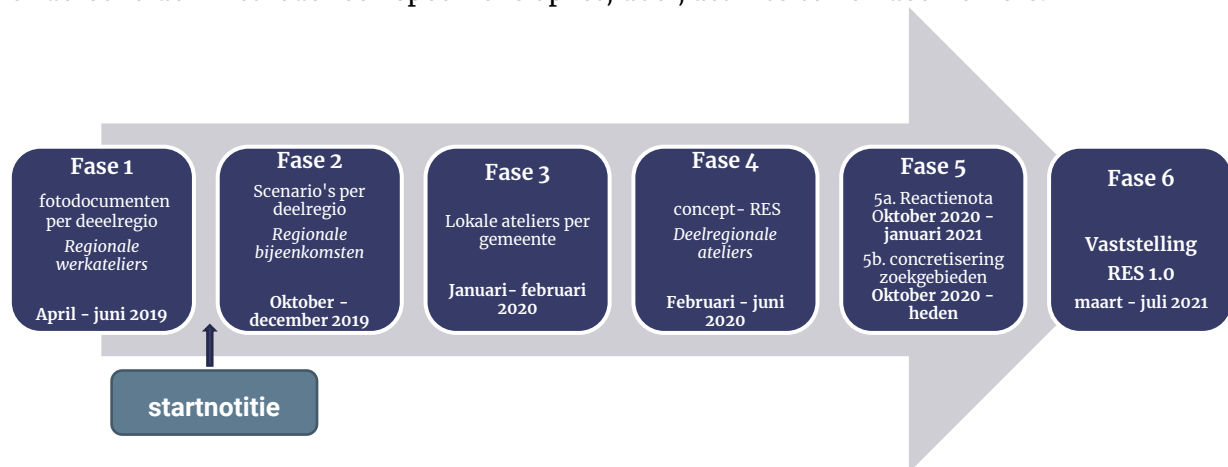 Fase 1
fotodocumenten
per deeelregio
Regionale
werkateliers
April - juni 2019
Fase 2
Scenario's per
deelregio
Regionale
bijeenkomsten
Oktober -
december 2019
Fase 3
Lokale ateliers per
gemeente
Januari- februari
2020
Fase 4
concept- RES
Deelregionale
ateliers
Februari - juni
2020
Fase 5
5a. Reactienota
Oktober 2020 -
januari 2021
5b. concretisering
zoekgebieden
Oktober 2020 -
heden
Fase 6
Vaststelling
RES 1.0
maart - juli 2021
startnotitie